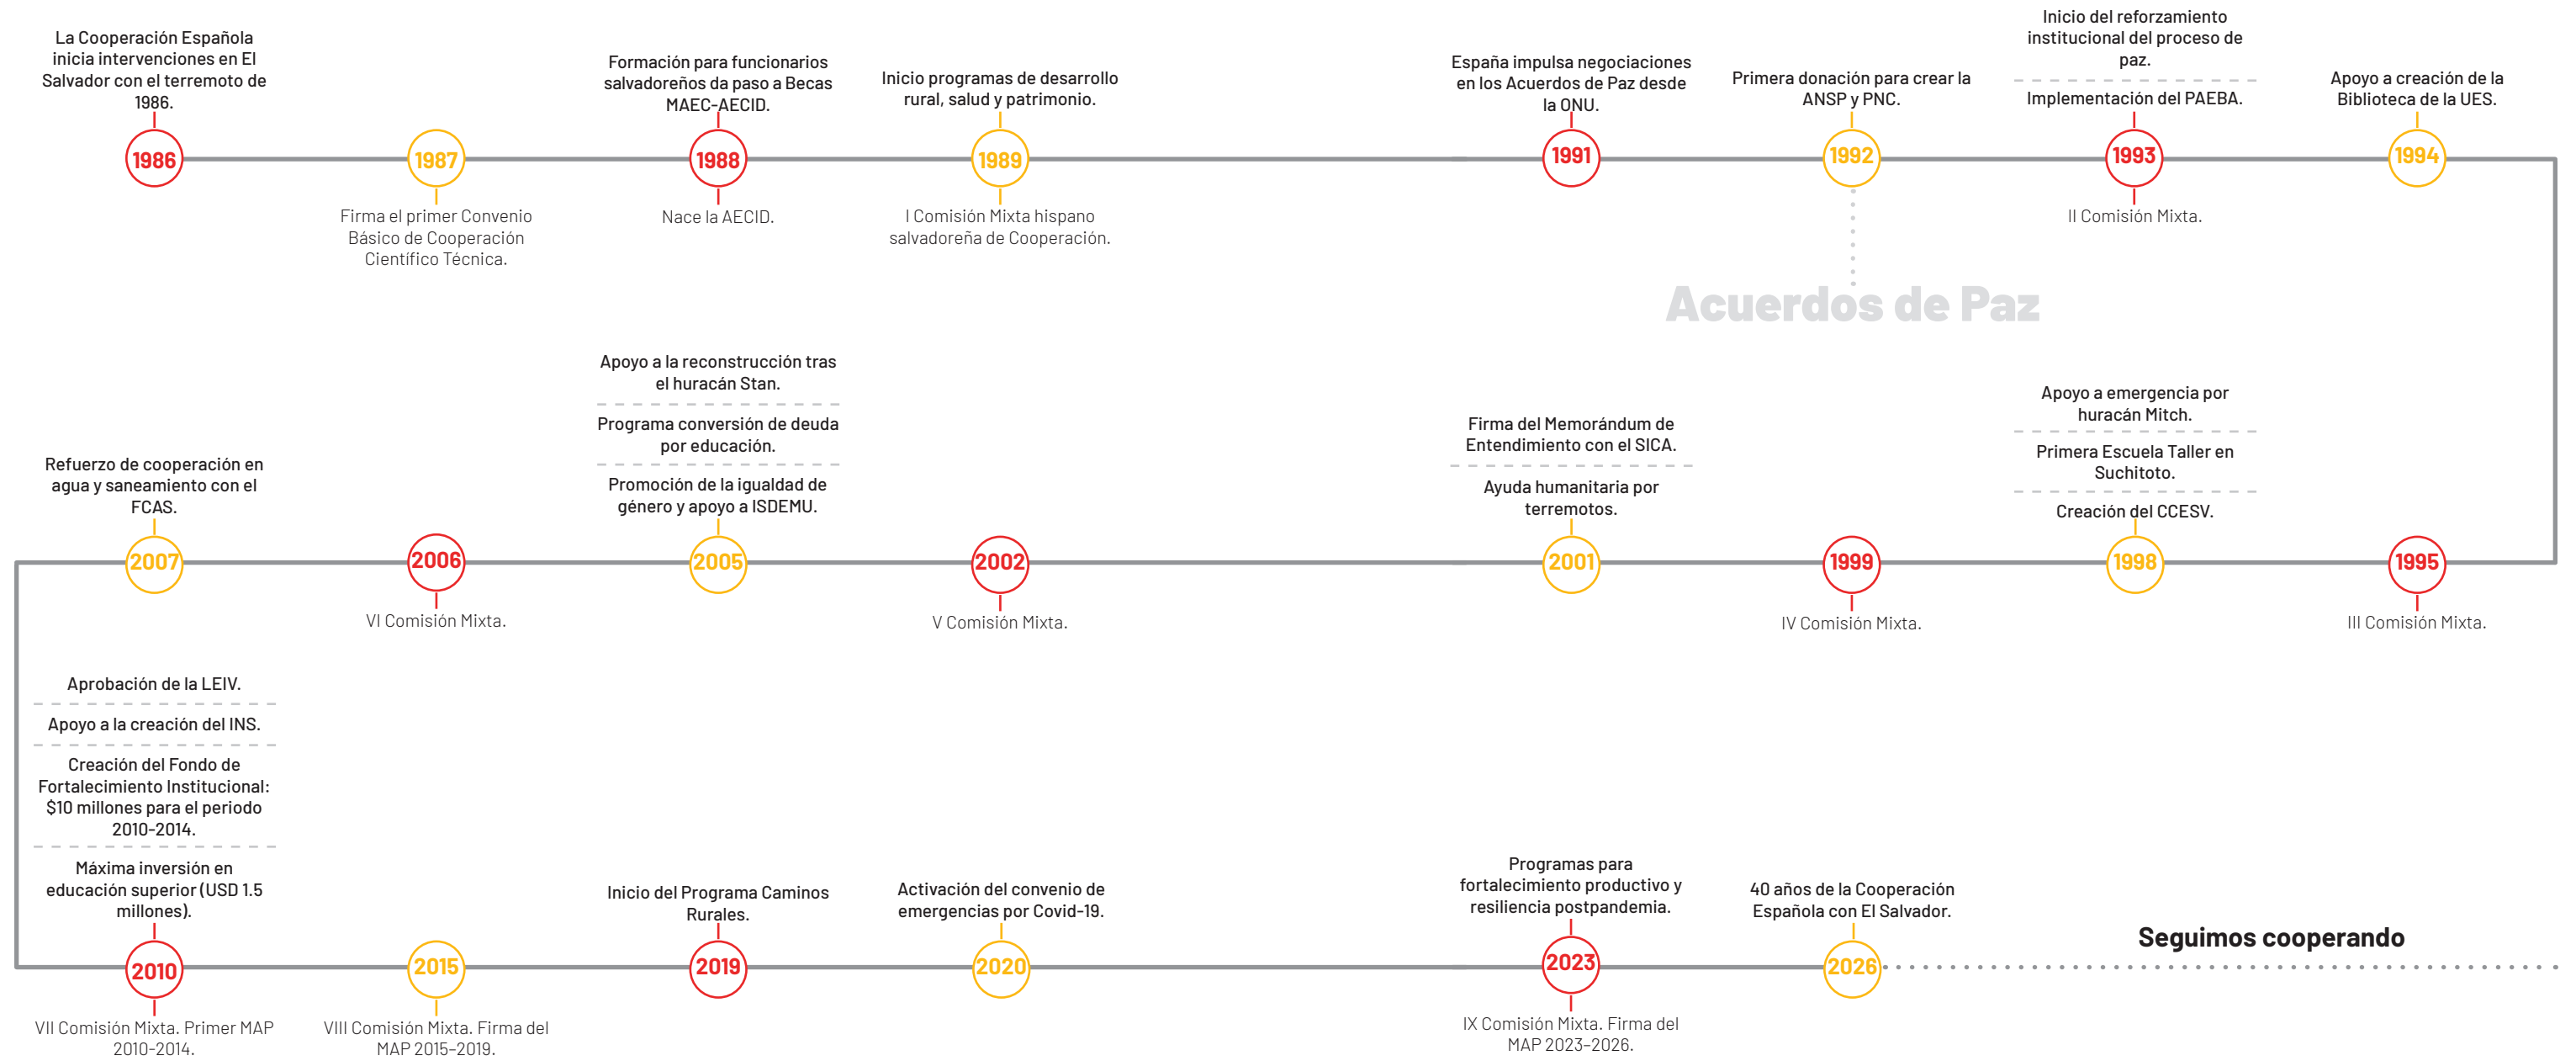 La Cooperación Española
inicia intervenciones en El
Salvador con el terremoto de
1986.
1986
1987
Firma el primer Convenio
Básico de Cooperación
Científico Técnica.
Formación para funcionarios
salvadoreños da paso a Becas
MAEC-AECID.
1988
Nace la AECID.
Inicio programas de desarrollo
rural, salud y patrimonio.
1989
I Comisión Mixta hispano
salvadoreña de Cooperación.
España impulsa negociaciones
en los Acuerdos de Paz desde
la ONU.
1991
Primera donación para crear la
ANSP y PNC.
1992
Acuerdos de Paz
Inicio del reforzamiento
institucional del proceso de
paz.
Implementación del PAEBA.
1993
II Comisión Mixta.
Apoyo a creación de la
Biblioteca de la UES.
1994
1995
III Comisión Mixta.
Apoyo a emergencia por
huracán Mitch.
Primera Escuela Taller en
Suchitoto.
Creación del CCESV.
1998
1999
IV Comisión Mixta.
Firma del Memorándum de
Entendimiento con el SICA.
Ayuda humanitaria por
terremotos.
2001
2002
V Comisión Mixta.
Apoyo a la reconstrucción tras
el huracán Stan.
Programa conversión de deuda
por educación.
Promoción de la igualdad de
género y apoyo a ISDEMU.
2005
2006
VI Comisión Mixta.
Refuerzo de cooperación en
agua y saneamiento con el
FCAS.
2007
Aprobación de la LEIV.
Apoyo a la creación del INS.
Creación del Fondo de
Fortalecimiento Institucional:
$10 millones para el periodo
2010-2014.
Máxima inversión en
educación superior (USD 1.5
millones).
2010
VII Comisión Mixta. Primer MAP
2010-2014.
2015
VIII Comisión Mixta. Firma del
MAP 2015–2019.
Inicio del Programa Caminos
Rurales.
2019
Activación del convenio de
emergencias por Covid-19.
2020
Programas para
fortalecimiento productivo y
resiliencia postpandemia.
2023
IX Comisión Mixta. Firma del
MAP 2023–2026.
40 años de la Cooperación
Española con El Salvador.
2026
Seguimos cooperando